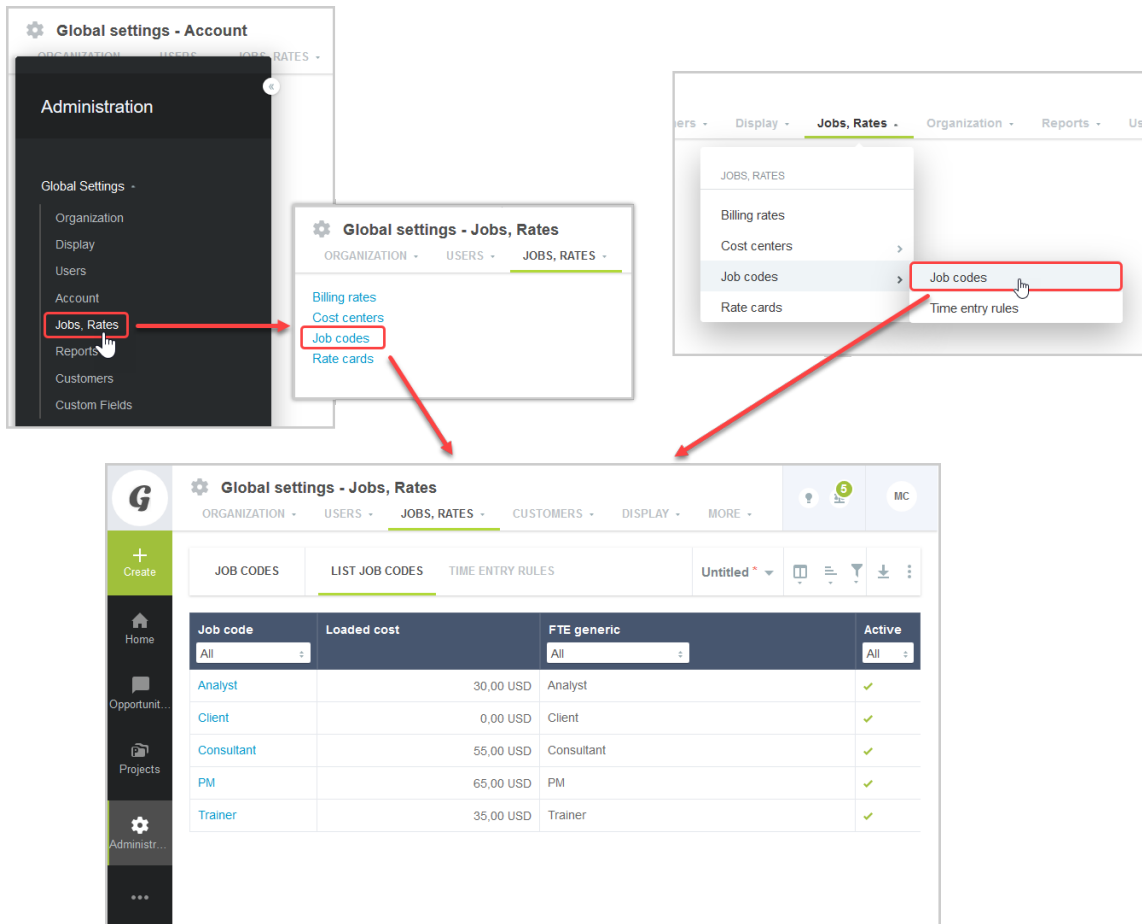 Global settings - Account
ORGANIZATION USERS JOBS, RATES
Administration
Global Settings
Organization
Display
Users
Account
Jobs, Rates
Reports
Customers
Custom Fields
Global settings - Jobs, Rates
ORGANIZATION USERS JOBS, RATES
Billing rates
Cost centers
Job codes
Rate cards
Display Jobs, Rates Organization Reports
JOBS, RATES
Billing rates
Cost centers
Job codes
Rate cards
Job codes
Time entry rules
G
Global settings - Jobs, Rates
ORGANIZATION USERS JOBS, RATES CUSTOMERS DISPLAY MORE
5
MC
Create
Home
Opportunit...
Projects
Administr...
JOB CODES LIST JOB CODES TIME ENTRY RULES Untitled *
Job code Loaded cost FTE generic Active
All All All
Analyst 30,00 USD Analyst
Client 0,00 USD Client
Consultant 55,00 USD Consultant
PM 65,00 USD PM
Trainer 35,00 USD Trainer